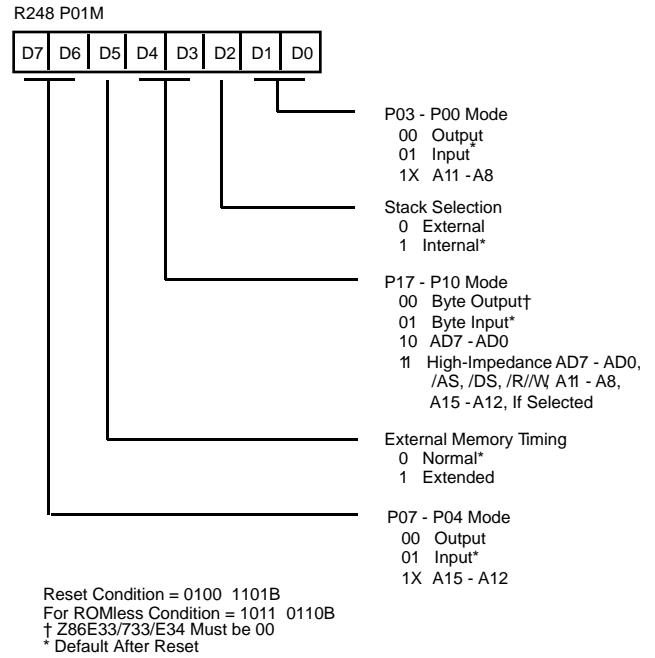 R248 P01M
D7 D6 D5 D4 D3 D2 D1 D0
P03 - P00 Mode
00 Output
01 Input*
1X A11 - A8
Stack Selection
0 External
1 Internal*
P17 - P10 Mode
00 Byte Output†
01 Byte Input*
10 AD7 - AD0
11 High-Impedance AD7 - AD0,
/AS, /DS, /R//W, A11 - A8,
A15 - A12, If Selected
External Memory Timing
0 Normal*
1 Extended
P07 - P04 Mode
00 Output
01 Input*
1X A15 - A12
Reset Condition = 0100 1101B
For ROMless Condition = 1011 0110B
† Z86E33/733/E34 Must be 00
* Default After Reset